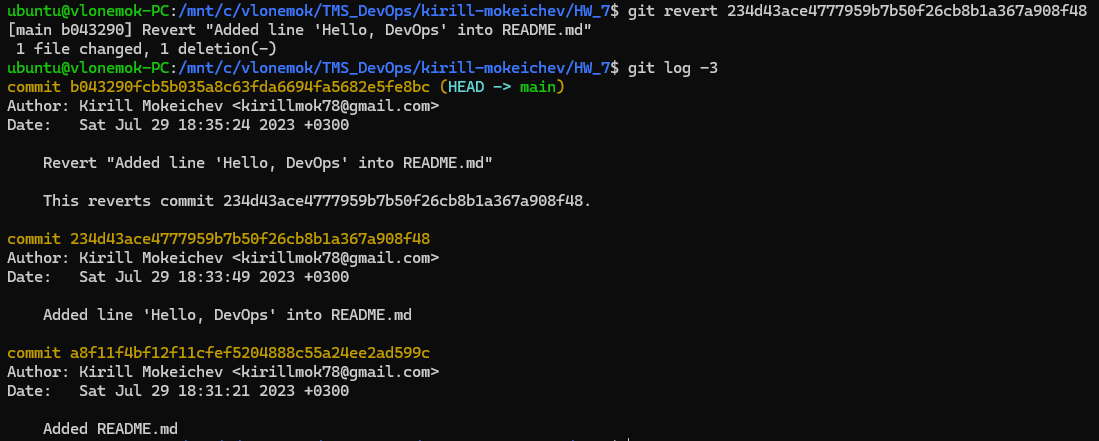 ubuntu@vlonemok-PC:/mnt/c/vlonemok/TMS_DevOps/kirill-mokeichev/HW_7$ git revert 234d43ace4777959b7b50f26cb8b1a367a908f48
[main b043290] Revert "Added line 'Hello, DevOps' into README.md"
 1 file changed, 1 deletion(-)
ubuntu@vlonemok-PC:/mnt/c/vlonemok/TMS_DevOps/kirill-mokeichev/HW_7$ git log -3
commit b043290fcb5b035a8c63fda6694fa5682e5fe8bc (HEAD -> main)
Author: Kirill Mokeichev <kirillmok78@gmail.com>
Date:   Sat Jul 29 18:35:24 2023 +0300

    Revert "Added line 'Hello, DevOps' into README.md"

    This reverts commit 234d43ace4777959b7b50f26cb8b1a367a908f48.

commit 234d43ace4777959b7b50f26cb8b1a367a908f48
Author: Kirill Mokeichev <kirillmok78@gmail.com>
Date:   Sat Jul 29 18:33:49 2023 +0300

    Added line 'Hello, DevOps' into README.md

commit a8f11f4bf12f11cfef5204888c55a24ee2ad599c
Author: Kirill Mokeichev <kirillmok78@gmail.com>
Date:   Sat Jul 29 18:31:21 2023 +0300

    Added README.md